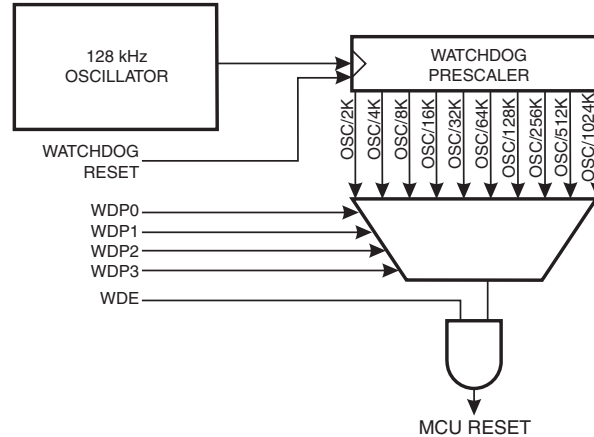 128 kHz
OSCILLATOR
WATCHDOG
PRESCALER
WATCHDOG
RESET
OSC/2K
OSC/4K
OSC/8K
OSC/16K
OSC/32K
OSC/64K
OSC/128K
OSC/256K
OSC/512K
OSC/1024K
WDP0
WDP1
WDP2
WDP3
WDE
MCU RESET